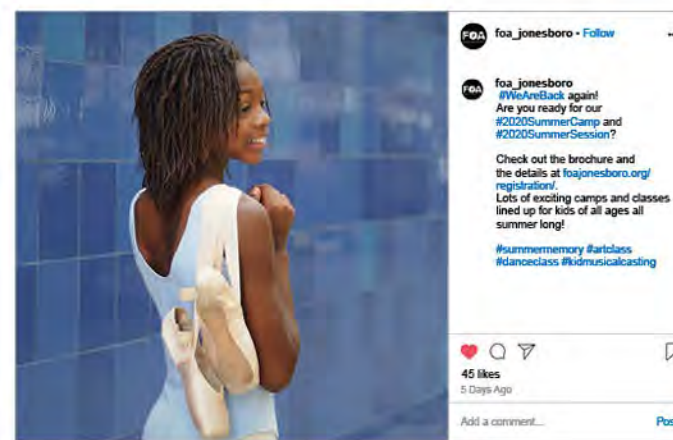 FOA foa_jonesboro • Follow
FOA foa_jonesboro
#WeAreBack again!
Are you ready for our
#2020SummerCamp and
#2020SummerSession?
Check out the brochure and
the details at foajonesboro.org/
registration/.
Lots of exciting camps and classes
lined up for kids of all ages all
summer long!
#summermemory #artclass
#danceclass #kidmusicalcasting
45 likes
5 Days Ago
Add a comment... Pos